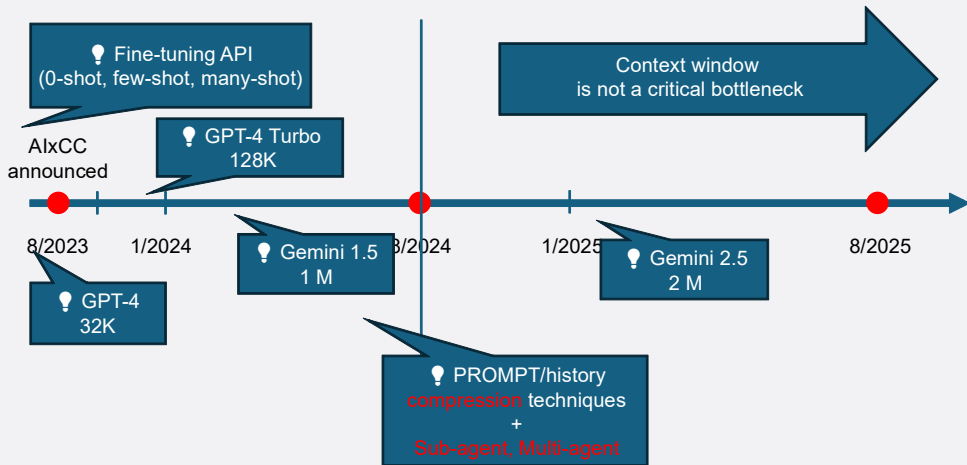 Fine-tuning API
(0-shot, few-shot, many-shot)
Context window
is not a critical bottleneck
AIxCC
announced
GPT-4 Turbo
128K
8/2023
1/2024
8/2024
1/2025
8/2025
Gemini 1.5
1 M
Gemini 2.5
2 M
GPT-4
32K
PROMPT/history
compression techniques
+
Sub-agent, Multi-agent